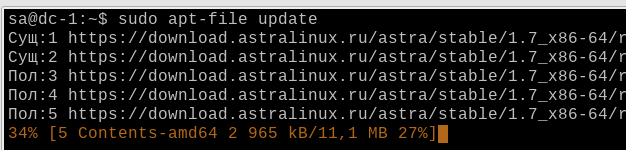 sa@dc-1:~$ sudo apt-file update
Сущ:1 https://download.astralinux.ru/astra/stable/1.7_x86-64/r
Сущ:2 https://download.astralinux.ru/astra/stable/1.7_x86-64/r
Пол:3 https://download.astralinux.ru/astra/stable/1.7_x86-64/r
Пол:4 https://download.astralinux.ru/astra/stable/1.7_x86-64/r
Пол:5 https://download.astralinux.ru/astra/stable/1.7_x86-64/r
34% [5 Contents-amd64 2 965 kB/11,1 MB 27%]